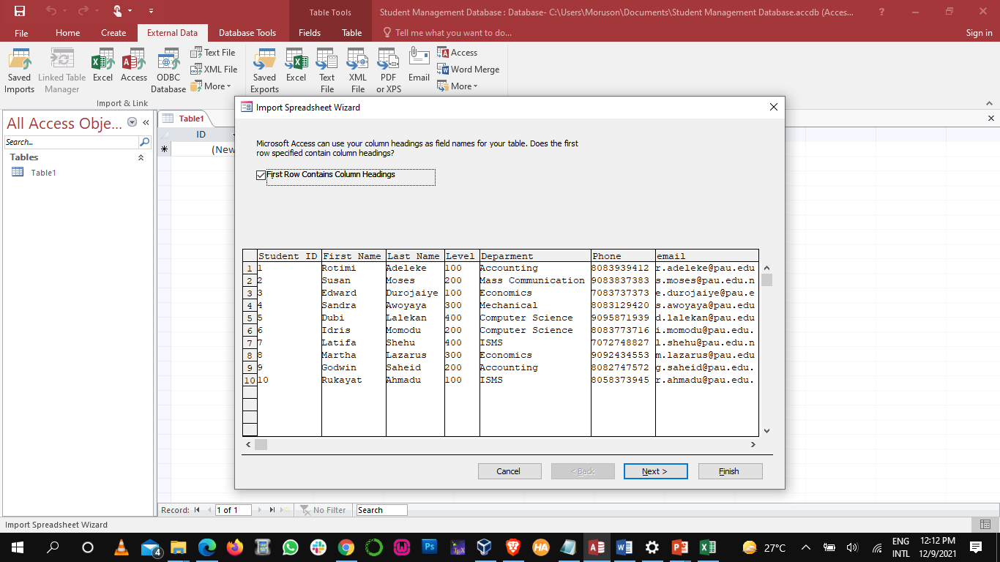 Table Tools
Student Management Database : Database- C:\Users\Moruson\Documents\Student Management Database.accdb (Acces...
?
File Home Create External Data Database Tools Fields Table Tell me what you want to do... Sign in
Saved Imports
Linked Table Manager
Excel
Access
ODBC Database
Text File
XML File
More
Saved Exports
Excel
Text File
XML File
PDF or XPS
Email
Access
Word Merge
More
Import & Link
All Access Obje...
Search...
Tables
Table1
Table1
ID
(New
Import Spreadsheet Wizard
Microsoft Access can use your column headings as field names for your table. Does the first
row specified contain column headings?
First Row Contains Column Headings
Student ID First Name Last Name Level Deparment Phone email
1 1 Rotimi Adeleke 100 Accounting 8083939412 r.adeleke@pau.edu
2 2 Susan Moses 200 Mass Communication 9083837383 s.moses@pau.edu.n
3 3 Edward Durojaiye 100 Economics 7083737373 e.durojaiye@pau.e
4 4 Sandra Awoyaya 300 Mechanical 8083129420 s.awoyaya@pau.edu
5 5 Dubi Lalekan 400 Computer Science 9095871939 d.lalekan@pau.edu
6 6 Idris Momodu 200 Computer Science 8083773716 i.momodu@pau.edu.
7 7 Latifa Shehu 400 ISMS 7072748827 l.shehu@pau.edu.n
8 8 Martha Lazarus 300 Economics 9092434553 m.lazarus@pau.edu
9 9 Godwin Saheid 200 Accounting 8082747572 g.saheid@pau.edu.
10 10 Rukayat Ahmadu 100 ISMS 8058373945 r.ahmadu@pau.edu.
Cancel < Back Next > Finish
Record: 1 of 1 No Filter Search
Import Spreadsheet Wizard
4
HA
Ps
27°C
ENG
INTL
12:12 PM
12/9/2021